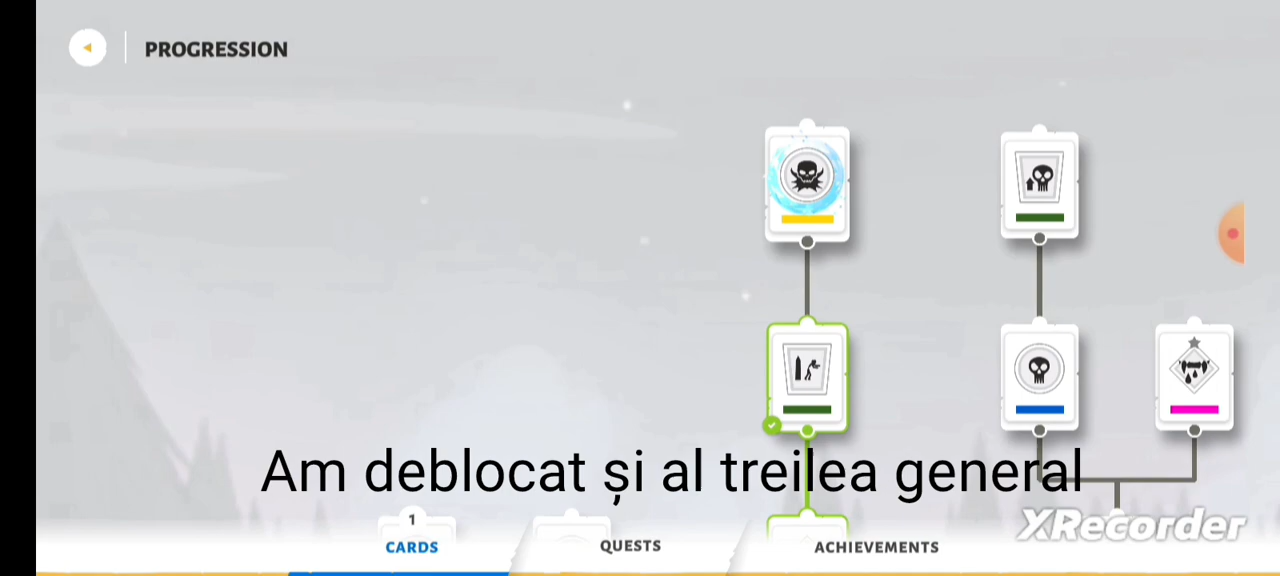 PROGRESSION
Am deblocat și al treilea general
XRecorder
1
CARDS
QUESTS
ACHIEVEMENTS